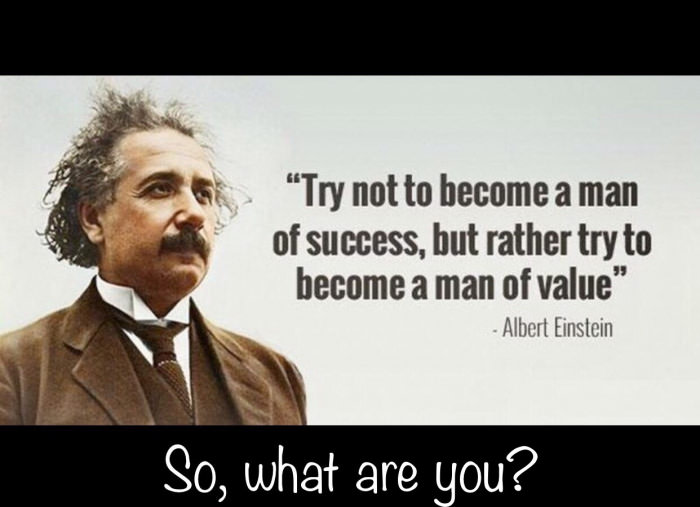 “Try not to become a man
of success, but rather try to
become a man of value”
- Albert Einstein
So, what are you?